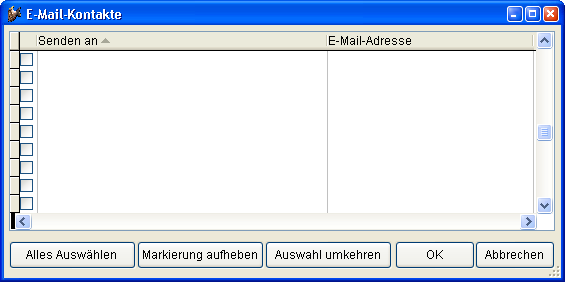 E-Mail-Kontakte
Senden an E-Mail-Adresse
Alles Auswählen Markierung aufheben Auswahl umkehren OK Abbrechen